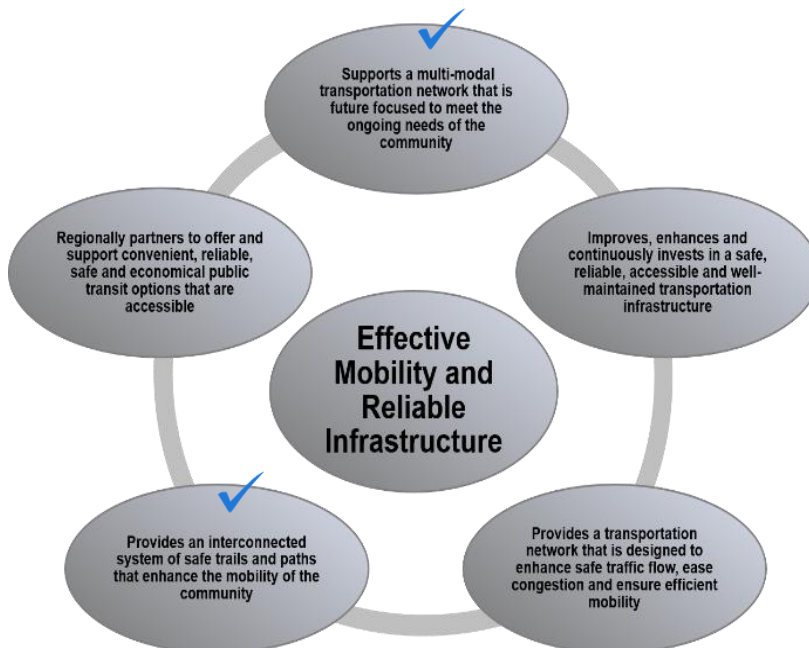 Supports a multi-modal
transportation network that is
future focused to meet the
ongoing needs of the
community
Regionally partners to offer and
support convenient, reliable,
safe and economical public
transit options that are
accessible
Improves, enhances and
continuously invests in a safe,
reliable, accessible and well-
maintained transportation
infrastructure
Effective
Mobility and
Reliable
Infrastructure
Provides an interconnected
system of safe trails and paths
that enhance the mobility of the
community
Provides a transportation
network that is designed to
enhance safe traffic flow, ease
congestion and ensure efficient
mobility